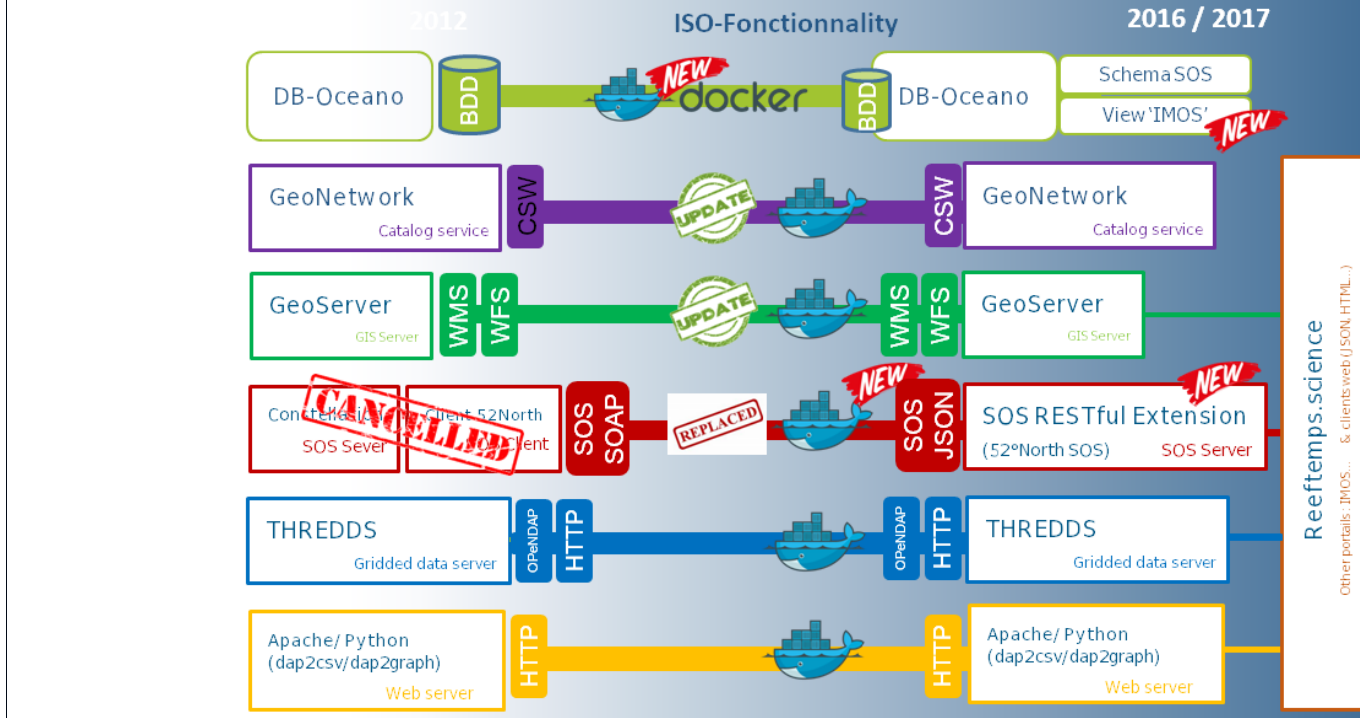 2012
ISO-Fonctionnality
2016 / 2017
DB-Oceano
BDD
NEW
docker
BDD
DB-Oceano
Schema SOS
View ‘IMOS’
NEW
GeoNetwork
Catalog service
CSW
UPDATE
CSW
GeoNetwork
Catalog service
GeoServer
GIS Server
WMS
WFS
UPDATE
WMS
WFS
GeoServer
GIS Server
SOS Sever
Client 52North
Client
CANCELLED
SOS
SOAP
REPLACED
NEW
SOS
JSON
SOS RESTful Extension
(52°North SOS)
SOS Server
NEW
THREDDS
Gridded data server
OPeNDAP
HTTP
OPeNDAP
HTTP
THREDDS
Gridded data server
Apache/ Python
(dap2csv/dap2graph)
Web server
HTTP
HTTP
Apache/ Python
(dap2csv/dap2graph)
Web server
Reeftemps.science
Other portails : IMOS... & clients web (JSON, HTML...)